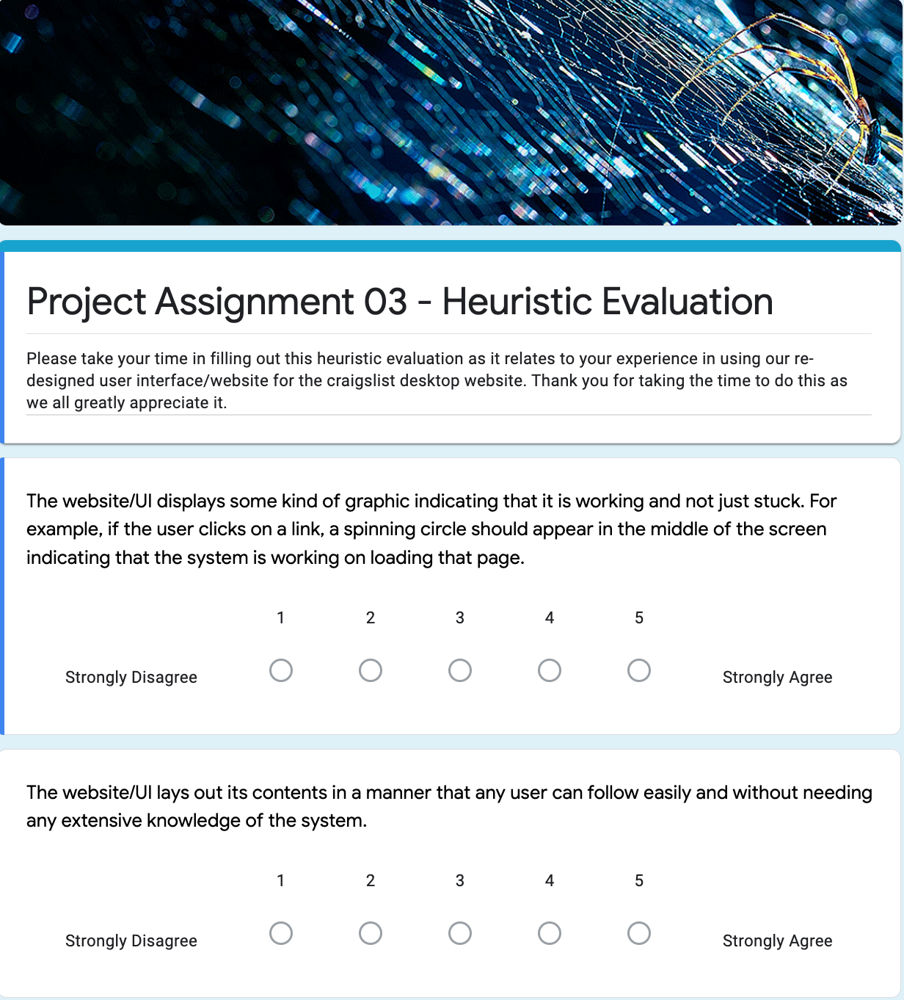 Project Assignment 03 - Heuristic Evaluation
Please take your time in filling out this heuristic evaluation as it relates to your experience in using our re-
designed user interface/website for the craigslist desktop website. Thank you for taking the time to do this as
we all greatly appreciate it.
The website/UI displays some kind of graphic indicating that it is working and not just stuck. For
example, if the user clicks on a link, a spinning circle should appear in the middle of the screen
indicating that the system is working on loading that page.
1 2 3 4 5
Strongly Disagree Strongly Agree
The website/UI lays out its contents in a manner that any user can follow easily and without needing
any extensive knowledge of the system.
1 2 3 4 5
Strongly Disagree Strongly Agree